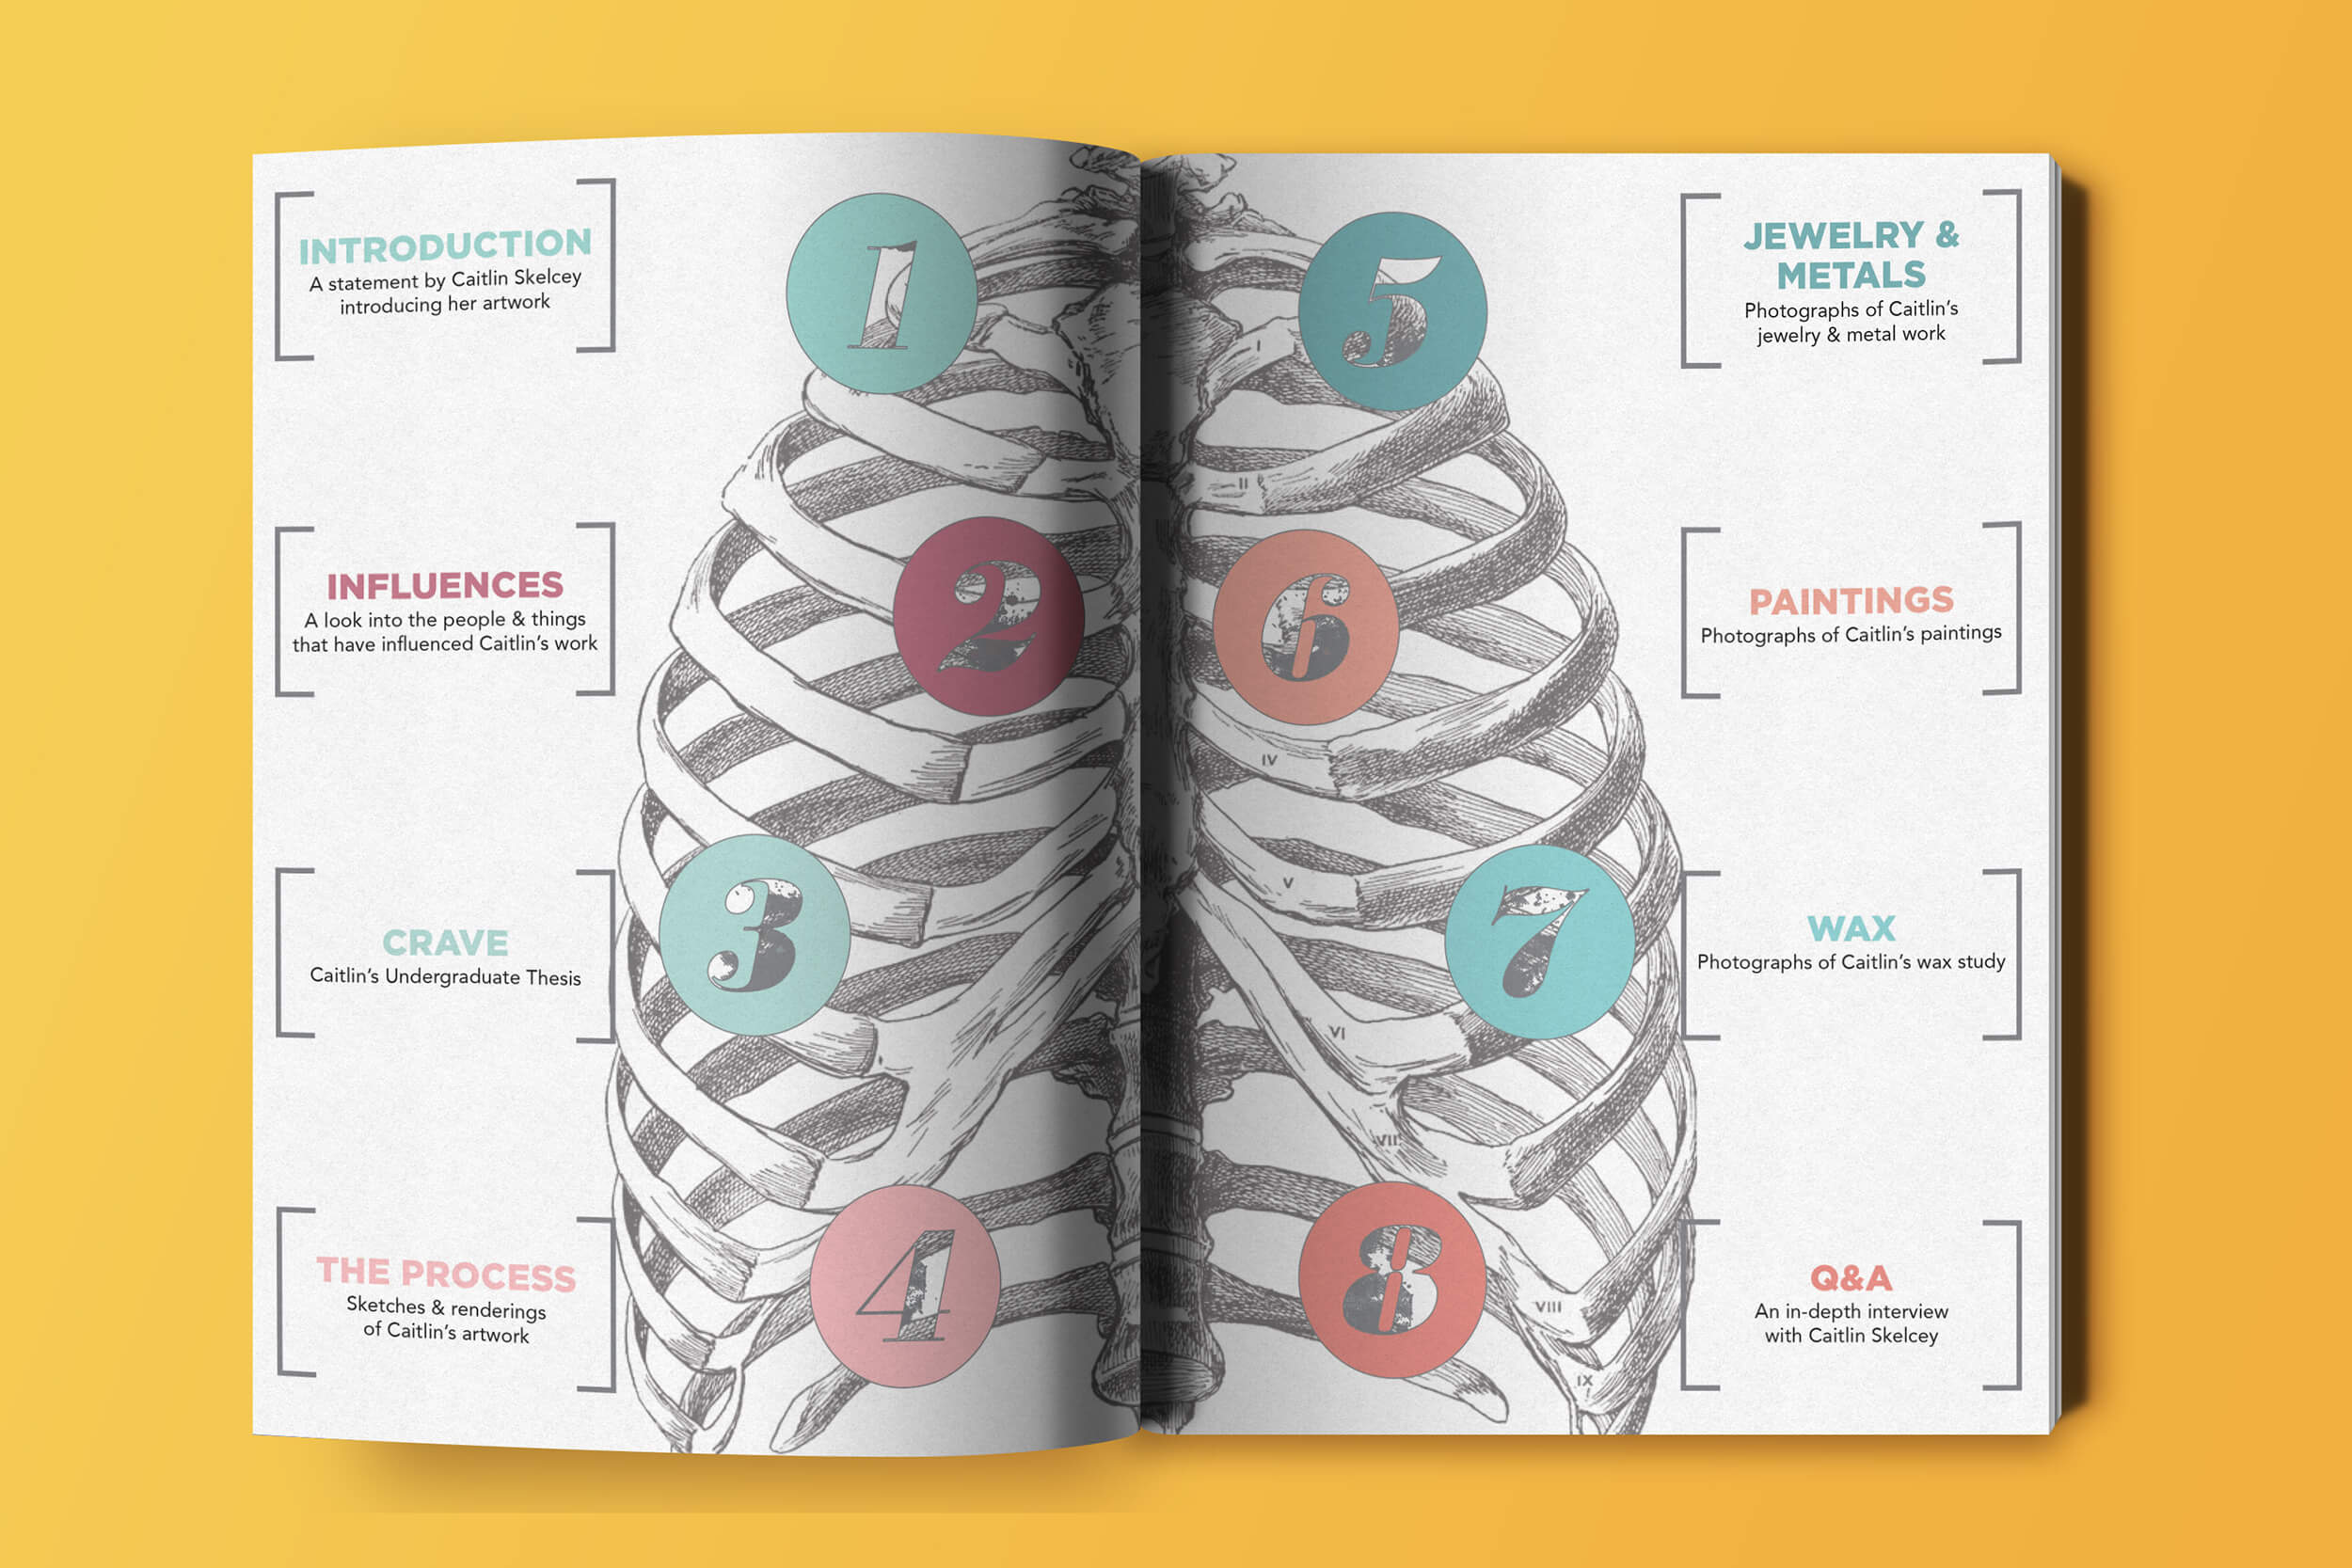 INTRODUCTION
A statement by Caitlin Skelcey
introducing her artwork
1
INFLUENCES
A look into the people & things
that have influenced Caitlin's work
2
CRAVE
Caitlin's Undergraduate Thesis
3
THE PROCESS
Sketches & renderings
of Caitlin's artwork
4
5
JEWELRY &
METALS
Photographs of Caitlin's
jewelry & metal work
I
II
6
PAINTINGS
Photographs of Caitlin's paintings
IV
V
7
WAX
Photographs of Caitlin's wax study
VI
VII
8
Q&A
An in-depth interview
with Caitlin Skelcey
VIII
IX